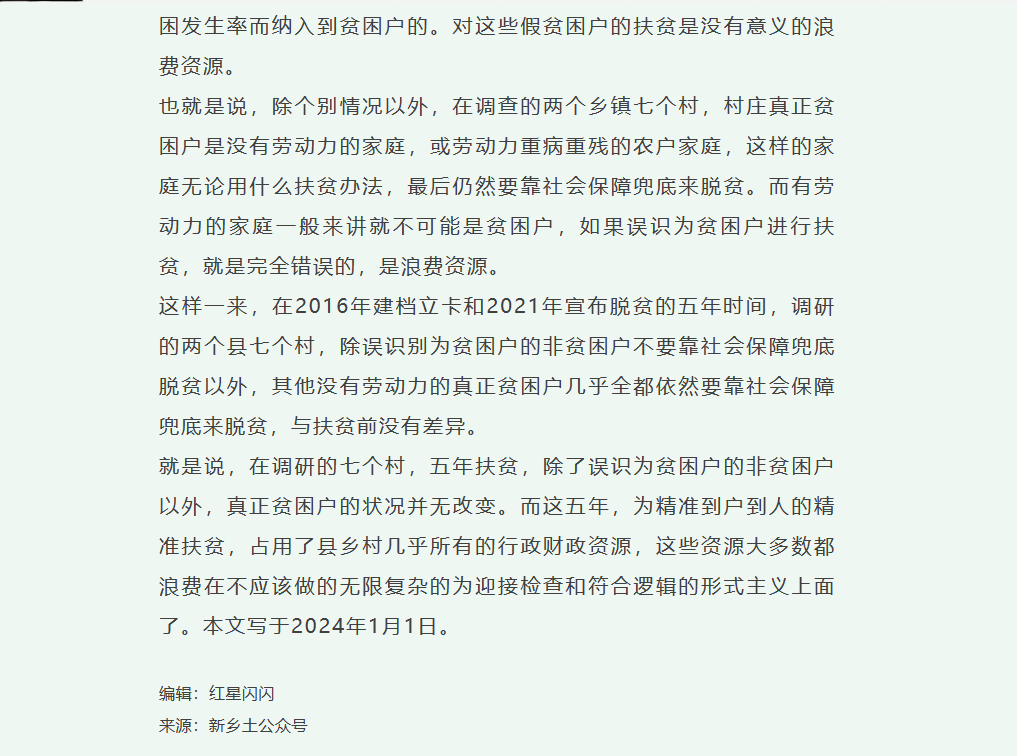 困发生率而纳入到贫困户的。对这些假贫困户的扶贫是没有意义的浪
费资源。
也就是说，除个别情况以外，在调查的两个乡镇七个村，村庄真正贫
困户是没有劳动力的家庭，或劳动力重病重残的农户家庭，这样的家
庭无论用什么扶贫办法，最后仍然要靠社会保障兜底来脱贫。而有劳
动力的家庭一般来讲就不可能是贫困户，如果误识为贫困户进行扶
贫，就是完全错误的，是浪费资源。
这样一来，在2016年建档立卡和2021年宣布脱贫的五年时间，调研
的两个县七个村，除误识别为贫困户的非贫困户不要靠社会保障兜底
脱贫以外，其他没有劳动力的真正贫困户几乎全都依然要靠社会保障
兜底来脱贫，与扶贫前没有差异。
就是说，在调研的七个村，五年扶贫，除了误识为贫困户的非贫困户
以外，真正贫困户的状况并无改变。而这五年，为精准到户到人的精
准扶贫，占用了县乡村几乎所有的行政财政资源，这些资源大多数都
浪费在不应该做的无限复杂的为迎接检查和符合逻辑的形式主义上面
了。本文写于2024年1月1日。
编辑：红星闪闪
来源：新乡土公众号